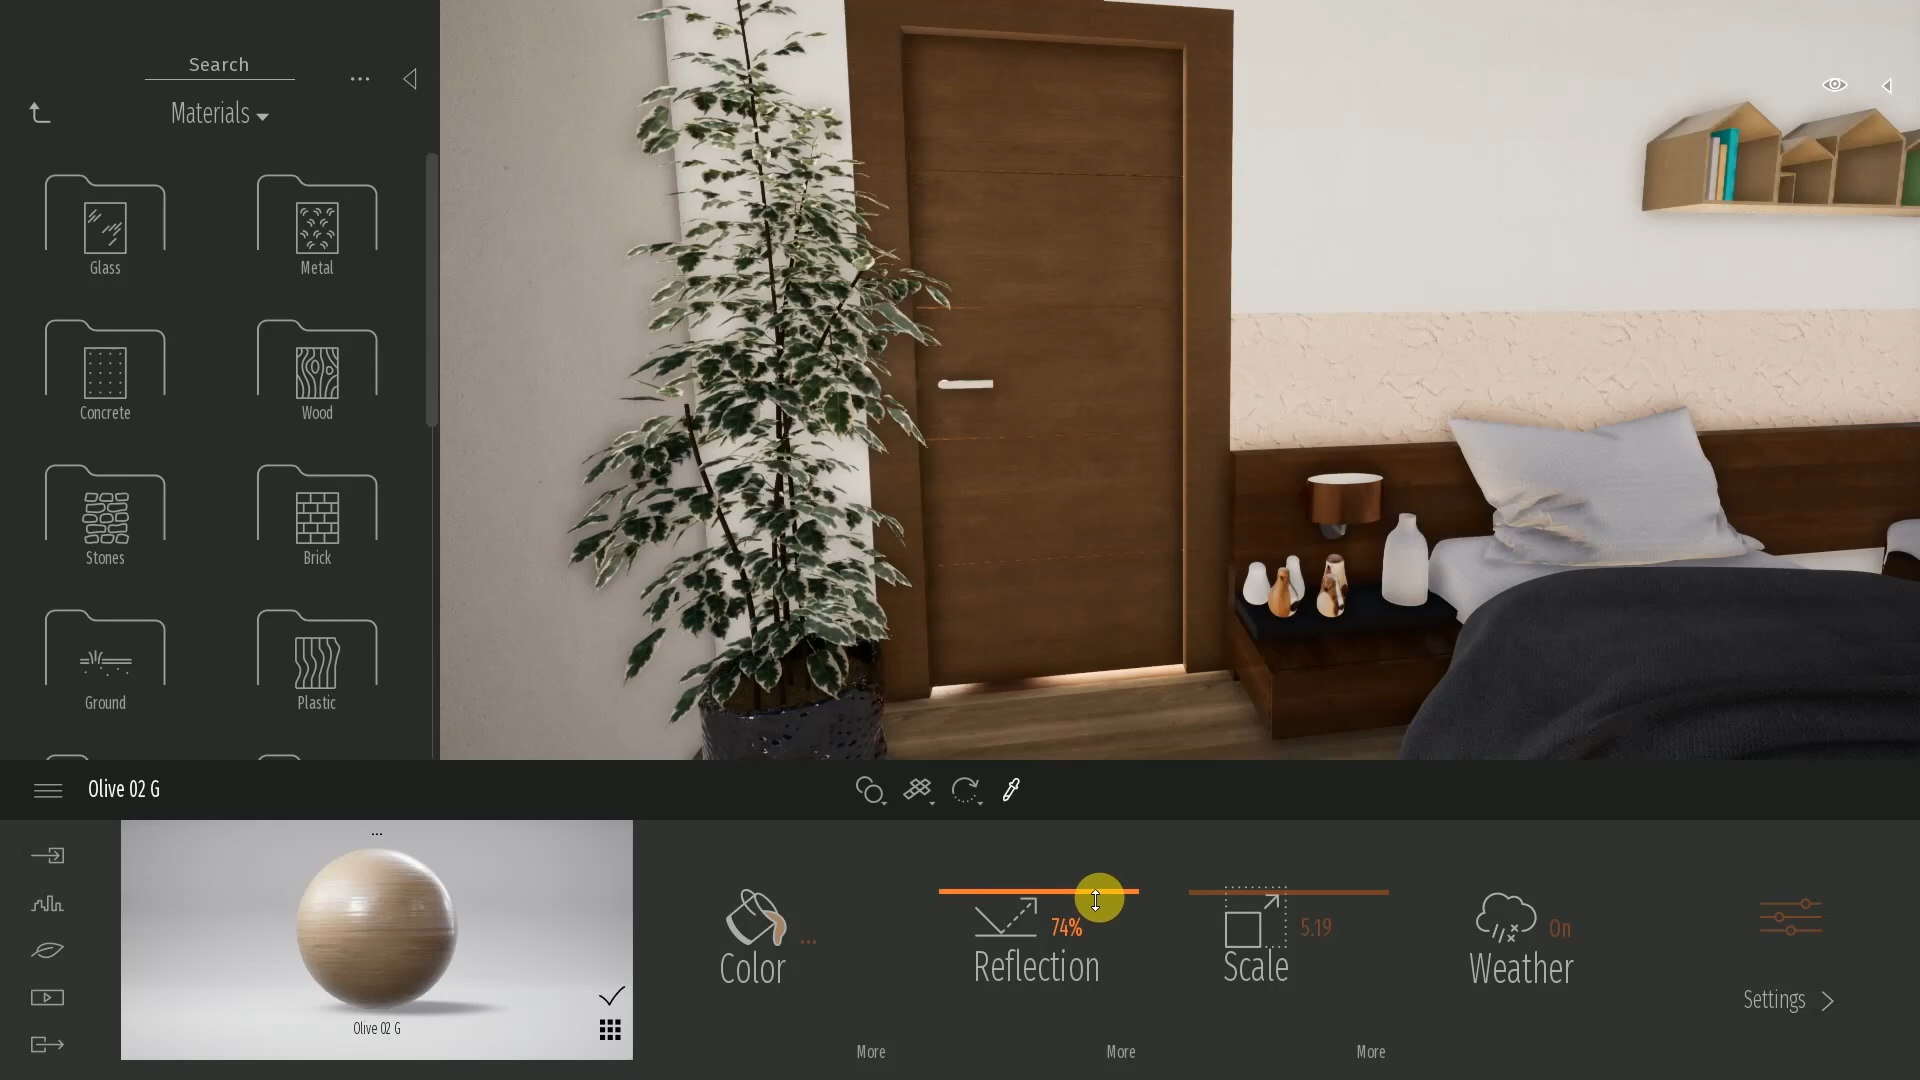 Search
...
Materials
Glass
Metal
Concrete
Wood
Stones
Brick
Ground
Plastic
Olive 02 G
...
Olive 02 G
Color
...
74%
Reflection
5.19
Scale
On
Weather
Settings
More
More
More